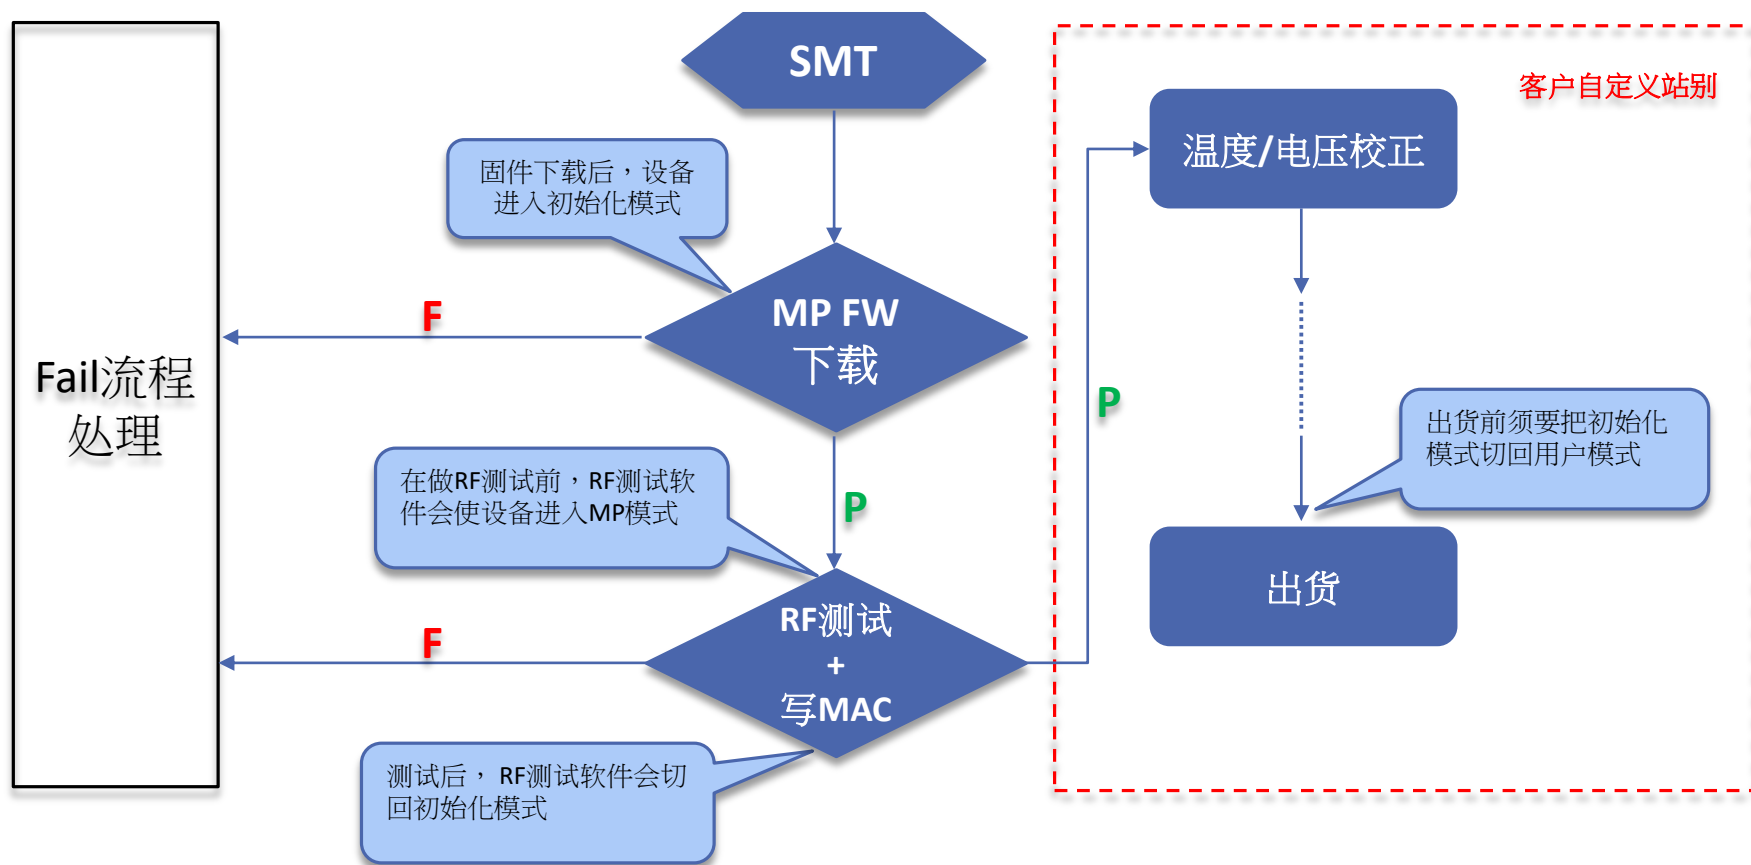 SMT
客户自定义站别
温度/电压校正
固件下载后，设备
进入初始化模式
MP FW
下载
F
Fail流程
处理
P
出货前须要把初始化
模式切回用户模式
在做RF测试前，RF测试软
件会使设备进入MP模式
P
出货
RF测试
+
写MAC
F
测试后， RF测试软件会切
回初始化模式